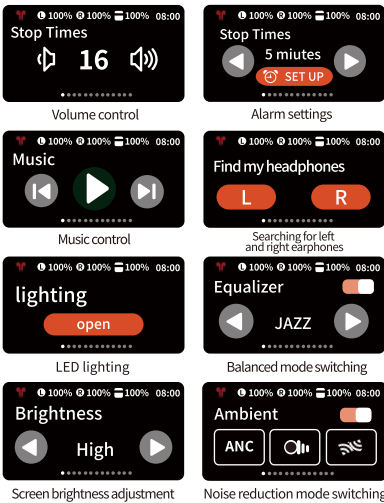 L 100% R 100% 100% 08:00
Stop Times
16
Volume control
L 100% R 100% 100% 08:00
Stop Times
5 miutes
SET UP
Alarm settings
L 100% R 100% 100% 08:00
Music
Music control
L 100% R 100% 100% 08:00
Find my headphones
L R
Searching for left
and right earphones
L 100% R 100% 100% 08:00
lighting
open
LED lighting
L 100% R 100% 100% 08:00
Equalizer
JAZZ
Balanced mode switching
L 100% R 100% 100% 08:00
Brightness
High
Screen brightness adjustment
L 100% R 100% 100% 08:00
Ambient
ANC
Noise reduction mode switching